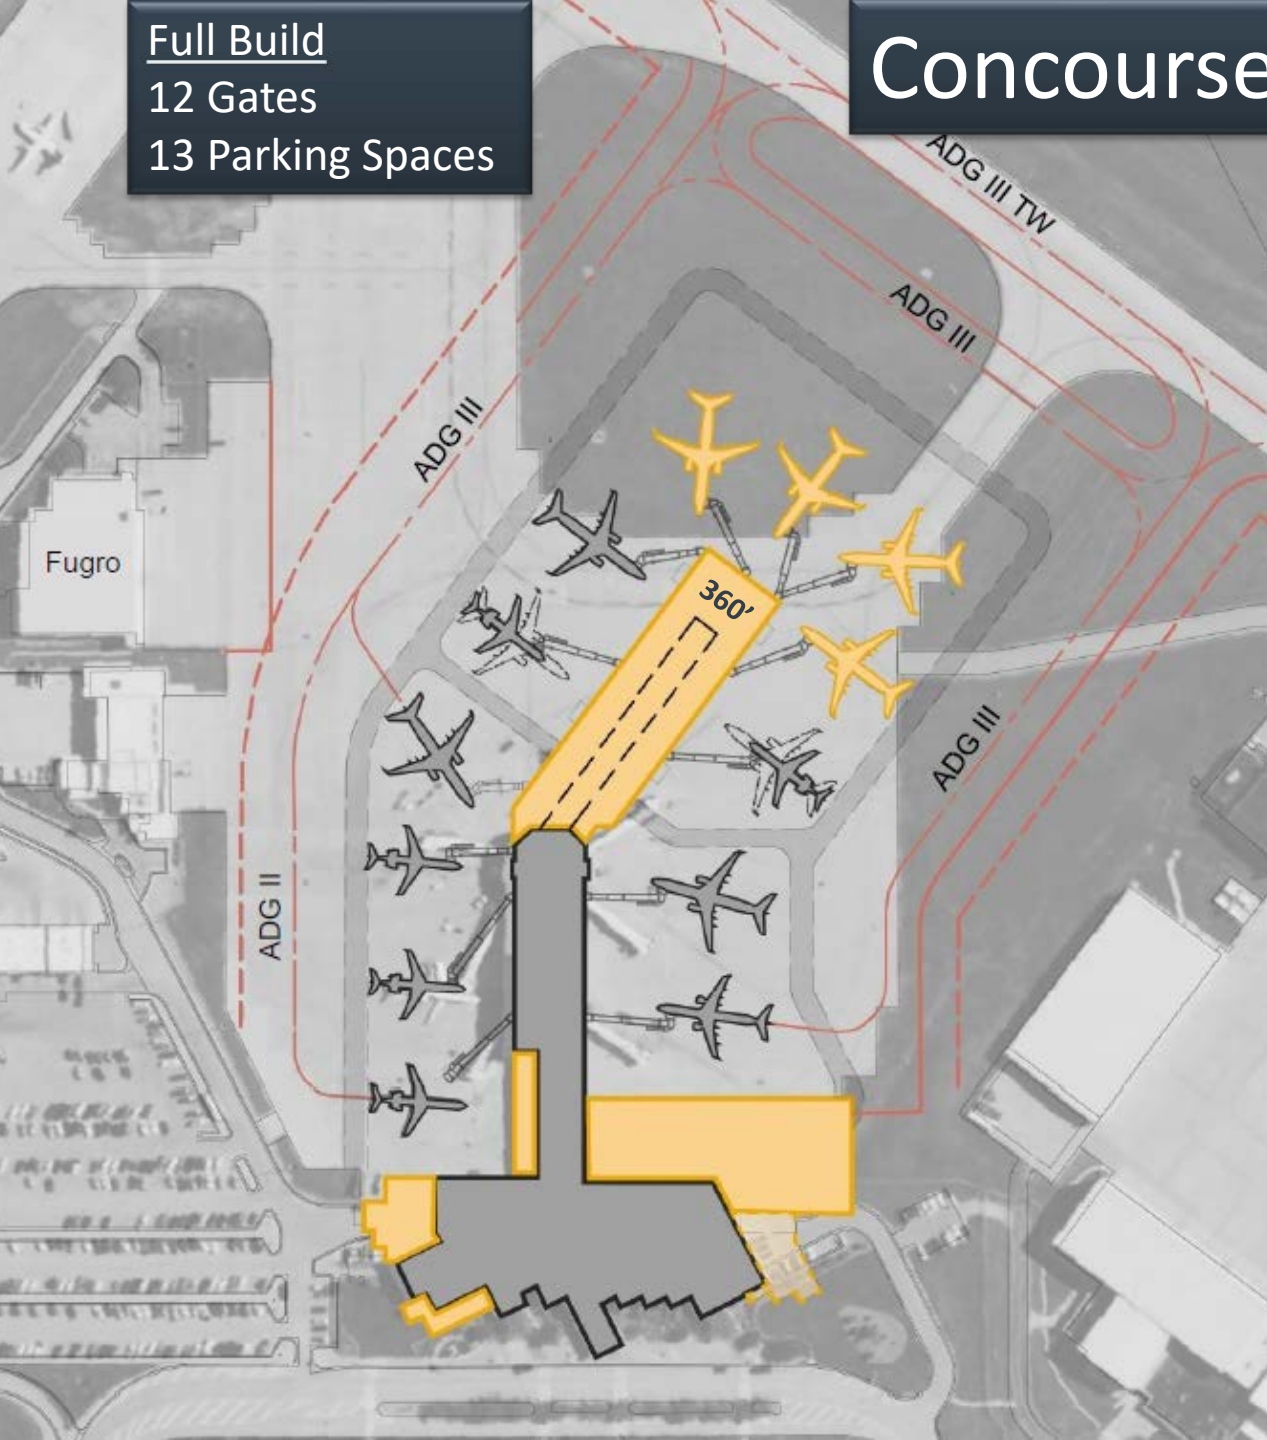 Full Build
12 Gates
13 Parking Spaces
Concourse
ADG III TW
ADG III
ADG III
Fugro
360’
ADG III
ADG II